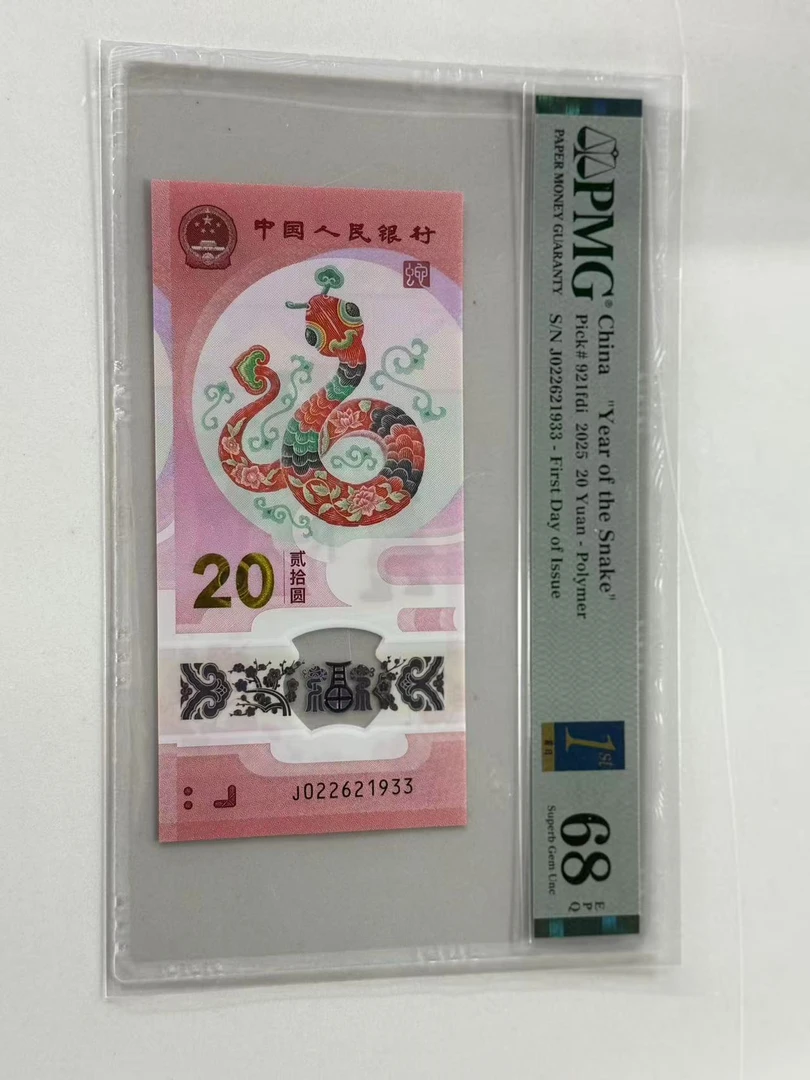 中国人民银行
20
贰拾圆
J022621933
PMG®
PAPER MONEY GUARANTY
China "Year of the Snake"
Pick# 921fdi 2025 20 Yuan - Polymer
S/N J022621933 - First Day of Issue
1st
68
EPQ
Superb Gem Unc